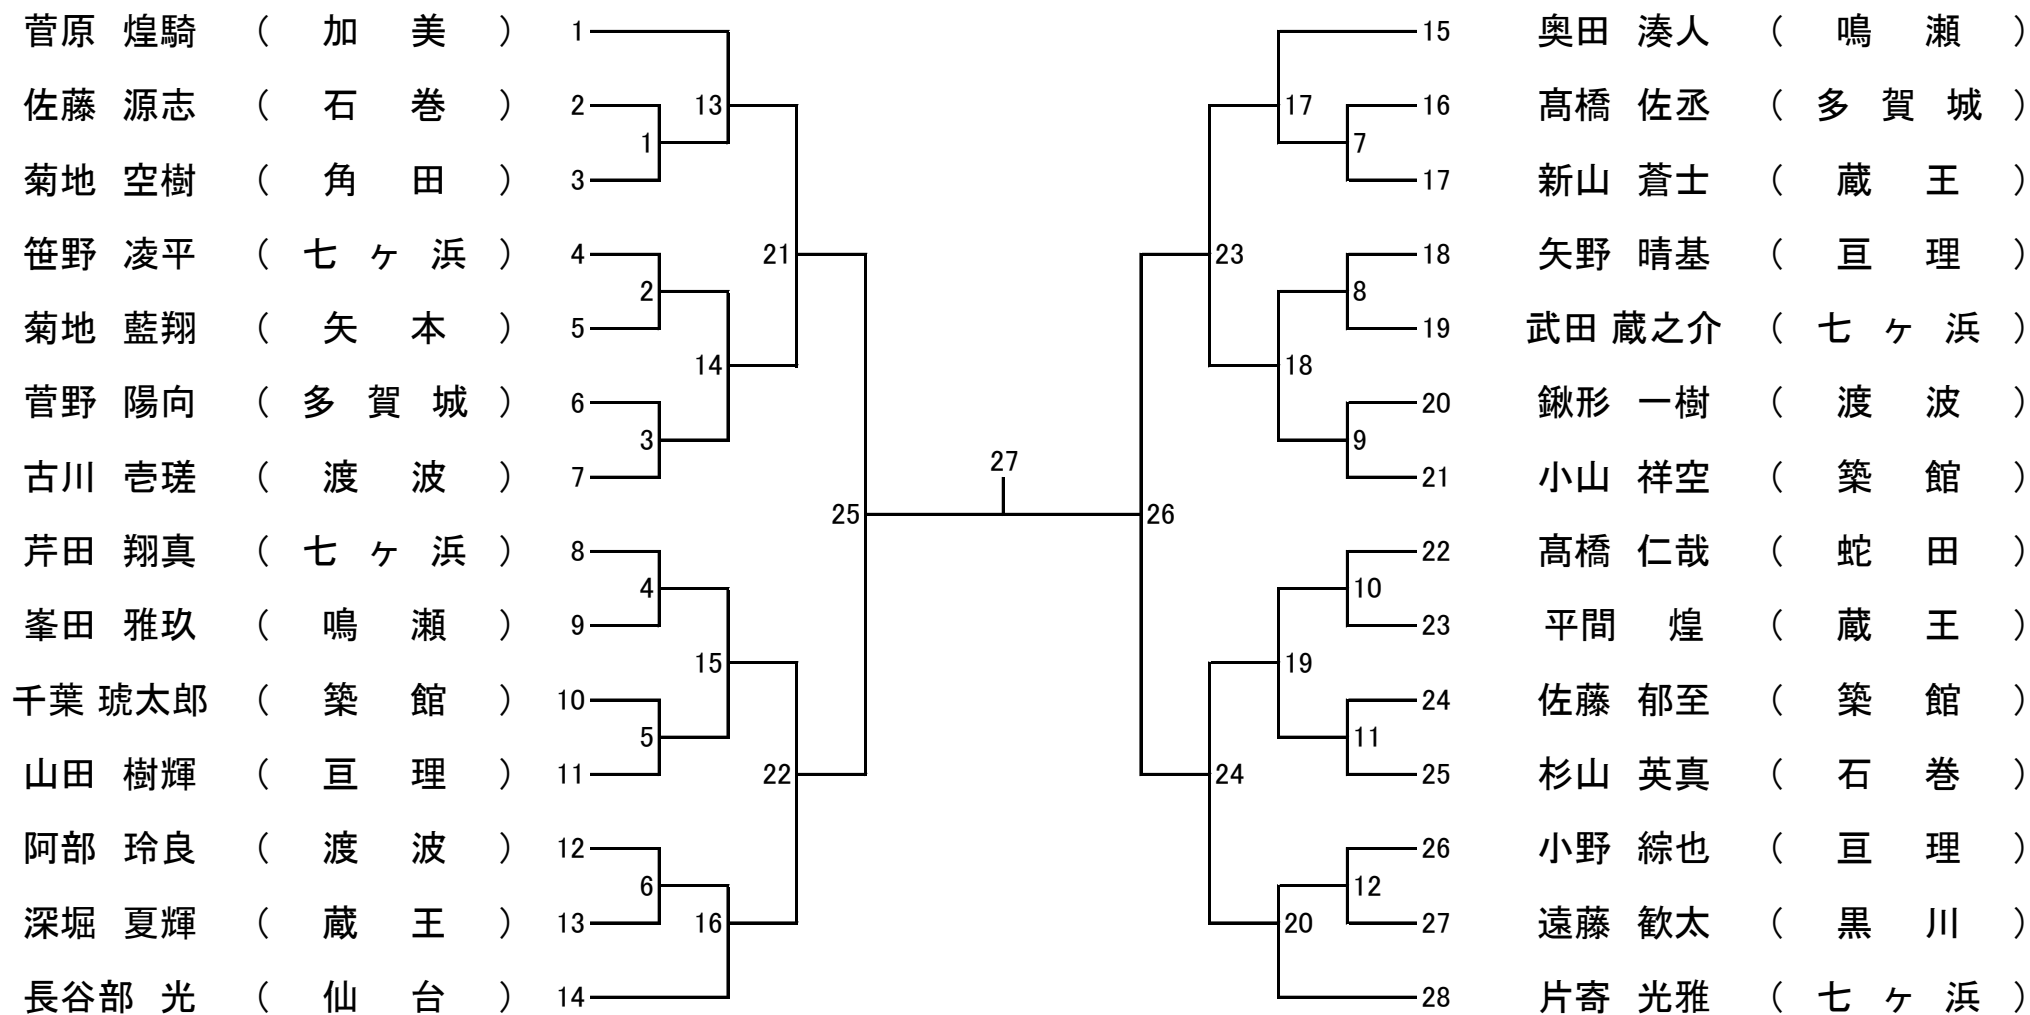 菅原 煌騎 ( 加 美 ) 1 15 奥田 湊人 ( 鳴 瀬 )
佐藤 源志 ( 石 巻 ) 2 13 17 16 髙橋 佐丞 ( 多 賀 城 )
1 7
菊地 空樹 ( 角 田 ) 3 17 新山 蒼士 ( 蔵 王 )
笹野 凌平 ( 七 ヶ 浜 ) 4 21 23 18 矢野 晴基 ( 亘 理 )
2 8
菊地 藍翔 ( 矢 本 ) 5 19 武田 蔵之介 ( 七 ヶ 浜 )
14 18
菅野 陽向 ( 多 賀 城 ) 6 20 鍬形 一樹 ( 渡 波 )
3 9
27
古川 壱瑳 ( 渡 波 ) 7 21 小山 祥空 ( 築 館 )
25 26
芹田 翔真 ( 七 ヶ 浜 ) 8 22 髙橋 仁哉 ( 蛇 田 )
4 10
峯田 雅玖 ( 鳴 瀬 ) 9 23 平間 煌 ( 蔵 王 )
15 19
千葉 琥太郎 ( 築 館 ) 10 24 佐藤 郁至 ( 築 館 )
5 11
山田 樹輝 ( 亘 理 ) 11 22 24 25 杉山 英真 ( 石 巻 )
阿部 玲良 ( 渡 波 ) 12 26 小野 綜也 ( 亘 理 )
6 12
深堀 夏輝 ( 蔵 王 ) 13 16 20 27 遠藤 歓太 ( 黒 川 )
長谷部 光 ( 仙 台 ) 14 28 片寄 光雅 ( 七 ヶ 浜 )